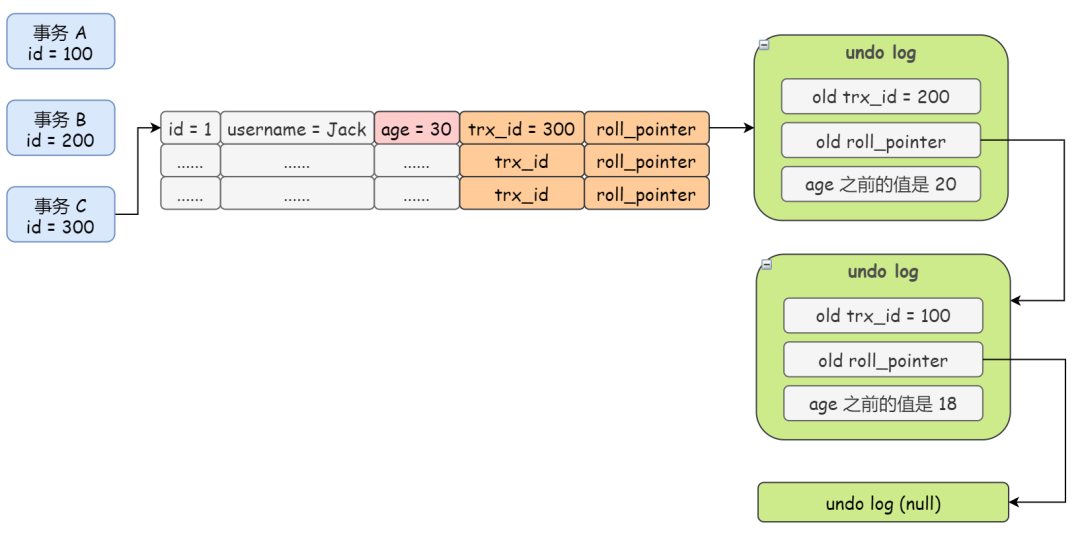 事务 A
id = 100
事务 B
id = 200
事务 C
id = 300
id = 1 username = Jack age = 30 trx_id = 300 roll_pointer
...... ...... ...... trx_id roll_pointer
...... ...... ...... trx_id roll_pointer
undo log
old trx_id = 200
old roll_pointer
age 之前的值是 20
undo log
old trx_id = 100
old roll_pointer
age 之前的值是 18
undo log (null)